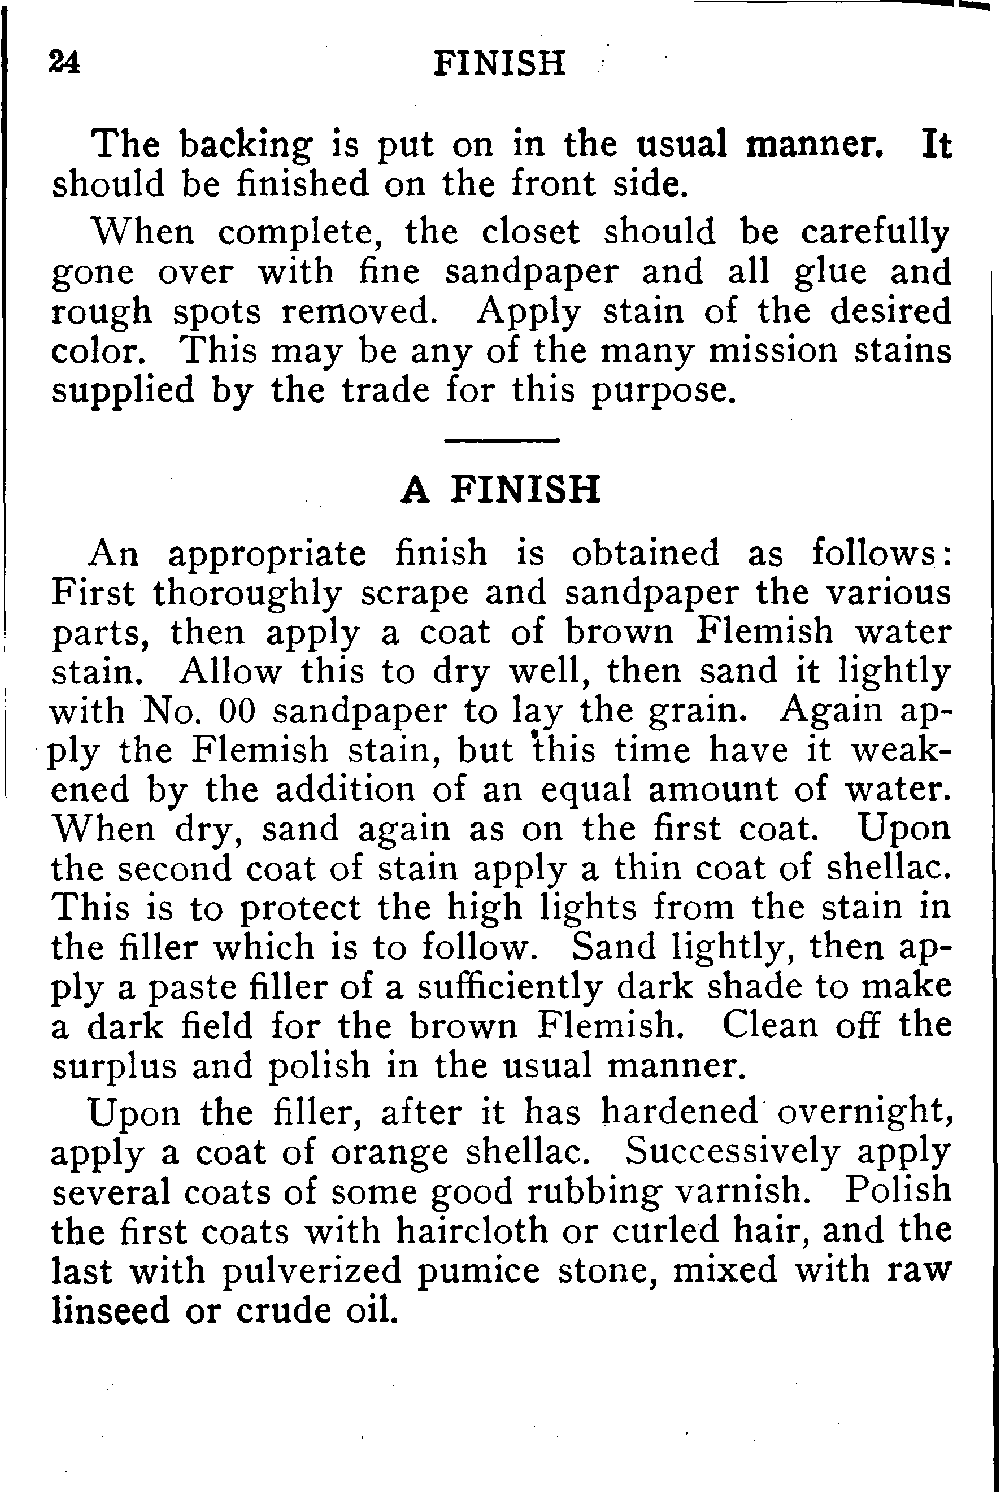 24 FINISH
The backing is put on in the usual manner. It
should be finished on the front side.
When complete, the closet should be carefully
gone over with fine sandpaper and all glue and
rough spots removed. Apply stain of the desired
color. This may be any of the many mission stains
supplied by the trade for this purpose.
A FINISH
An appropriate finish is obtained as follows:
First thoroughly scrape and sandpaper the various
parts, then apply a coat of brown Flemish water
stain. Allow this to dry well, then sand it lightly
with No. 00 sandpaper to lay the grain. Again ap-
ply the Flemish stain, but this time have it weak-
ened by the addition of an equal amount of water.
When dry, sand again as on the first coat. Upon
the second coat of stain apply a thin coat of shellac.
This is to protect the high lights from the stain in
the filler which is to follow. Sand lightly, then ap-
ply a paste filler of a sufficiently dark shade to make
a dark field for the brown Flemish. Clean off the
surplus and polish in the usual manner.
Upon the filler, after it has hardened overnight,
apply a coat of orange shellac. Successively apply
several coats of some good rubbing varnish. Polish
the first coats with haircloth or curled hair, and the
last with pulverized pumice stone, mixed with raw
linseed or crude oil.